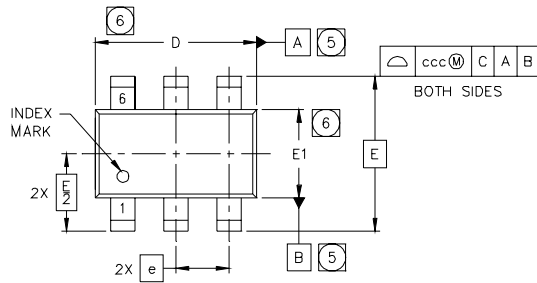 6
D
A 5
⌓ ccc Ⓜ C A B
BOTH SIDES
6
INDEX
MARK
6
E1
E
2X E/2
1
B 5
2X e